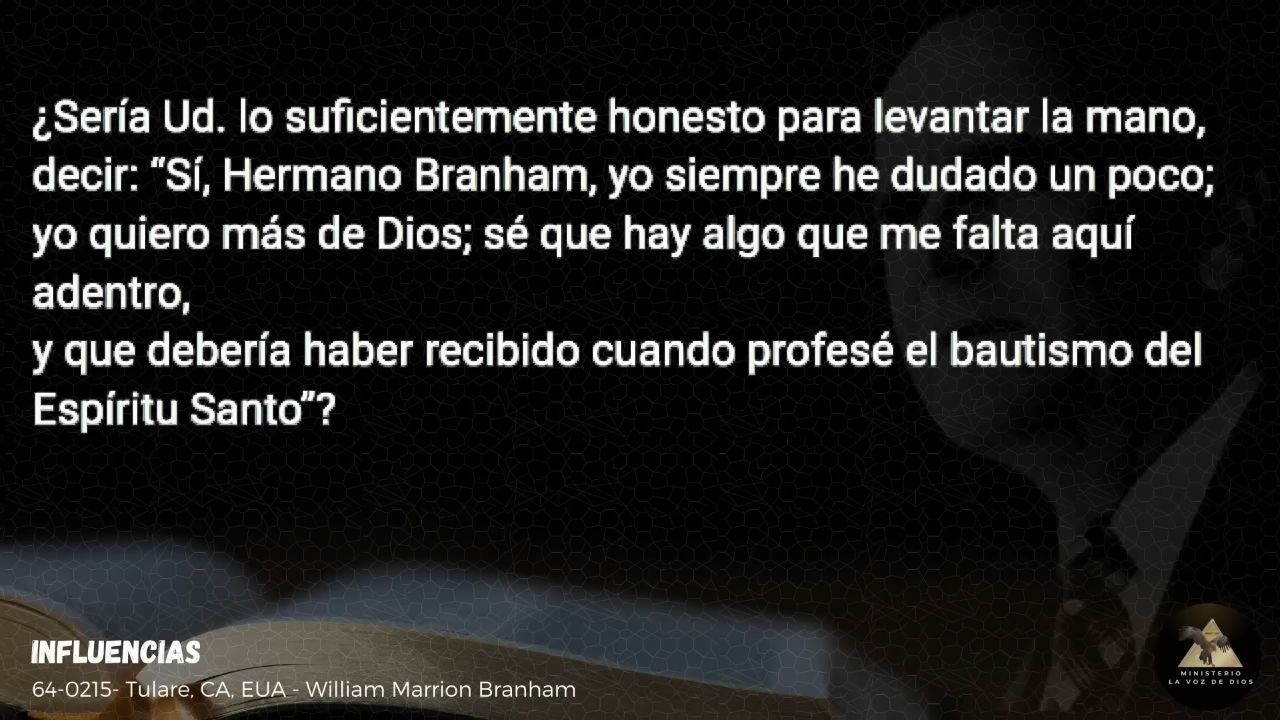 ¿Sería Ud. lo suficientemente honesto para levantar la mano,
decir: “Sí, Hermano Branham, yo siempre he dudado un poco;
yo quiero más de Dios; sé que hay algo que me falta aquí
adentro,
y que debería haber recibido cuando profesé el bautismo del
Espíritu Santo”?
INFLUENCIAS
64-0215- Tulare, CA, EUA - William Marrion Branham
MINISTERIO
LA VOZ DE DIOS